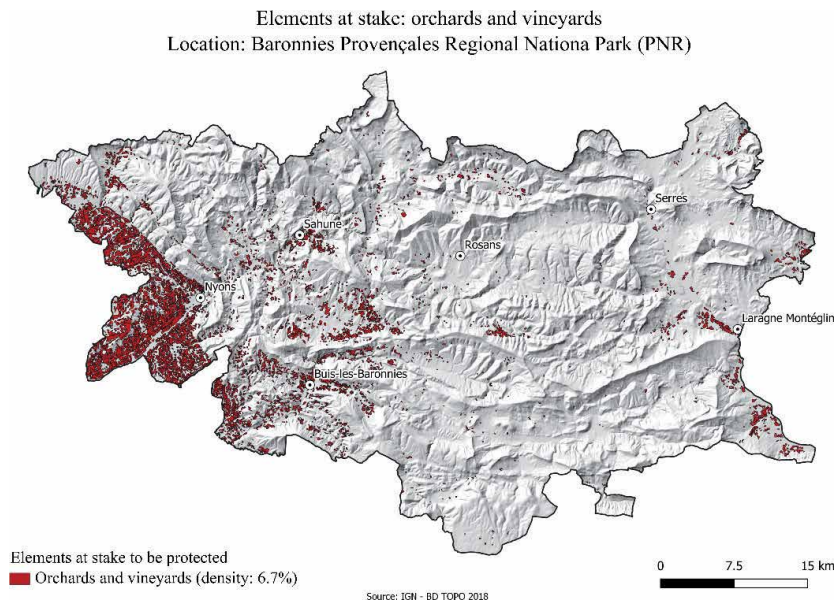 Elements at stake: orchards and vineyards
Location: Baronnies Provençales Regional Nationa Park (PNR)
Serres
Sahune
Rosans
Nyons
Laragne Montéglin
Buis-les-Baronnies
Elements at stake to be protected
Orchards and vineyards (density: 6.7%)
0 7.5 15 km
Source: IGN - BD TOPO 2018